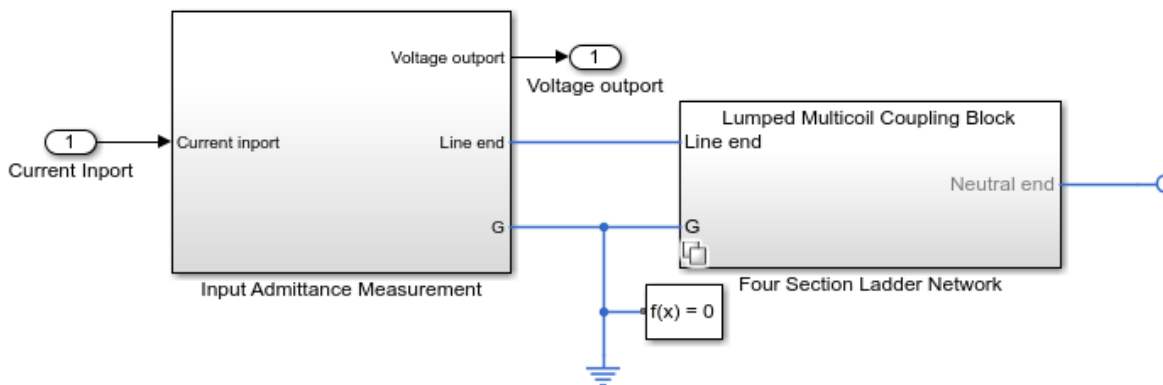 Voltage outport
1
Voltage outport
Lumped Multicoil Coupling Block
1
Current inport
Line end
Line end
Current Inport
Neutral end
G
G
Input Admittance Measurement
Four Section Ladder Network
f(x) = 0